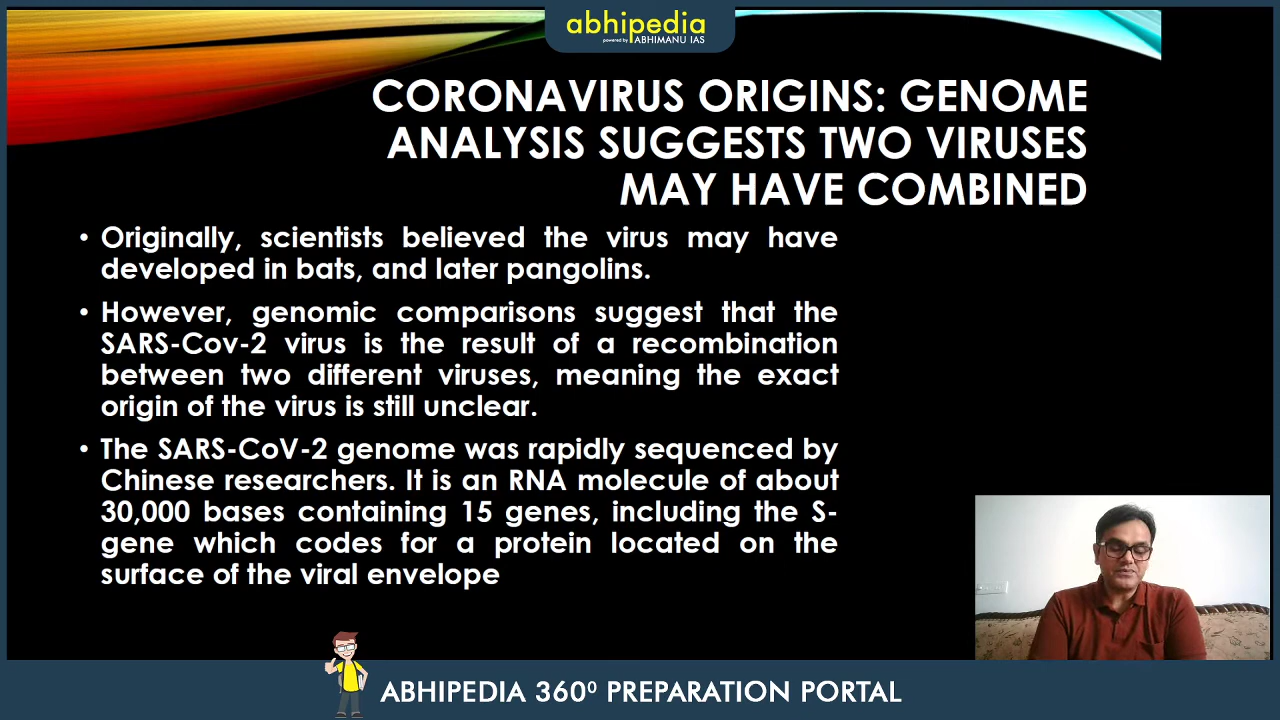 abhipedia
powered by ABHIMANU IAS
CORONAVIRUS ORIGINS: GENOME
ANALYSIS SUGGESTS TWO VIRUSES
MAY HAVE COMBINED
• Originally, scientists believed the virus may have
developed in bats, and later pangolins.
• However, genomic comparisons suggest that the
SARS-Cov-2 virus is the result of a recombination
between two different viruses, meaning the exact
origin of the virus is still unclear.
• The SARS-CoV-2 genome was rapidly sequenced by
Chinese researchers. It is an RNA molecule of about
30,000 bases containing 15 genes, including the S-
gene which codes for a protein located on the
surface of the viral envelope
ABHIPEDIA 360⁰ PREPARATION PORTAL